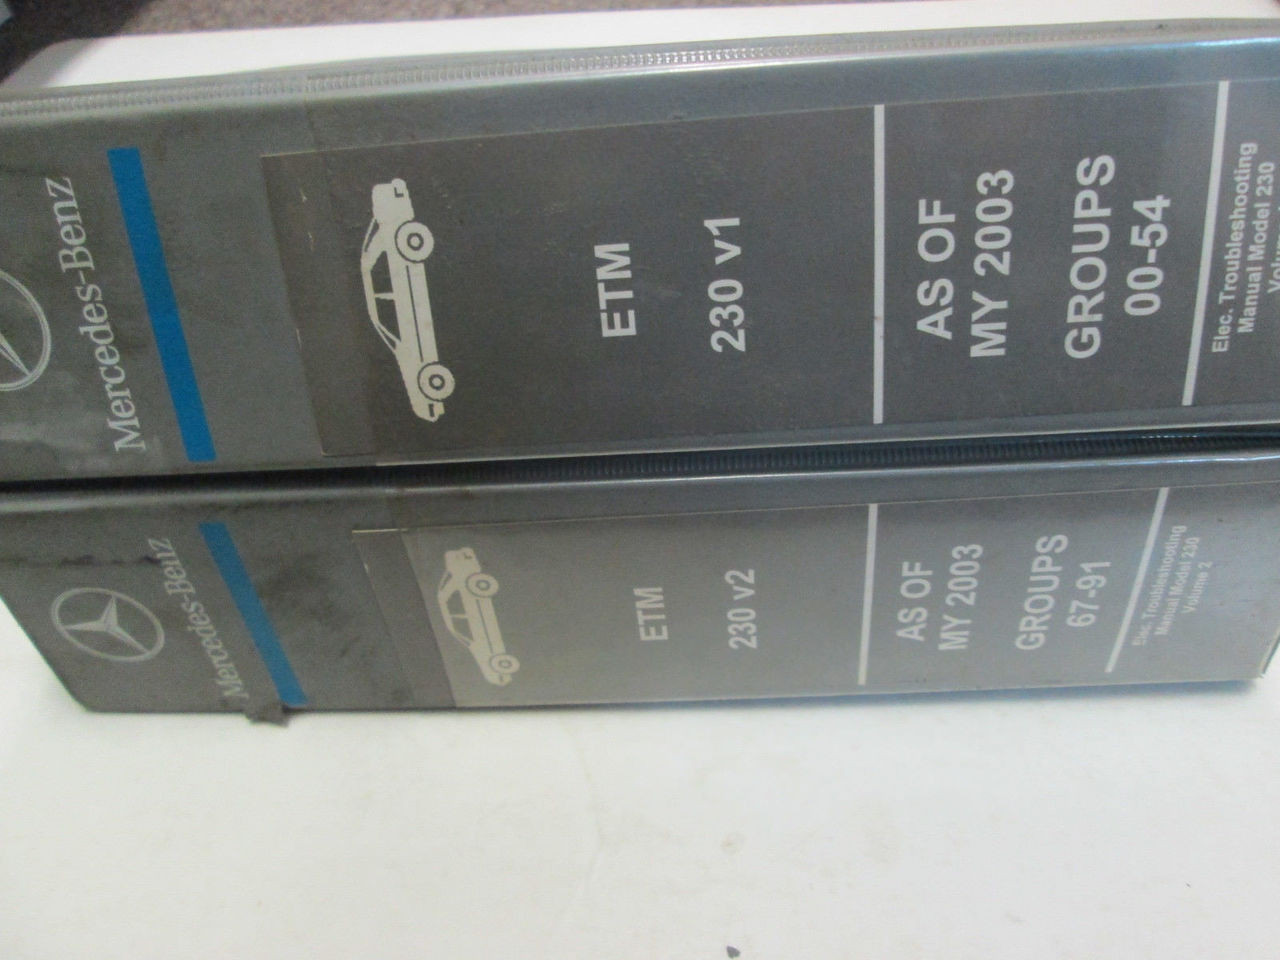 Mercedes-Benz
ETM
230 v1
AS OF
MY 2003
GROUPS
00-54
Elec. Troubleshooting
Manual Model 230
Mercedes-Benz
ETM
230 v2
AS OF
MY 2003
GROUPS
67-91
Elec. Troubleshooting
Manual Model 230
Volume 2